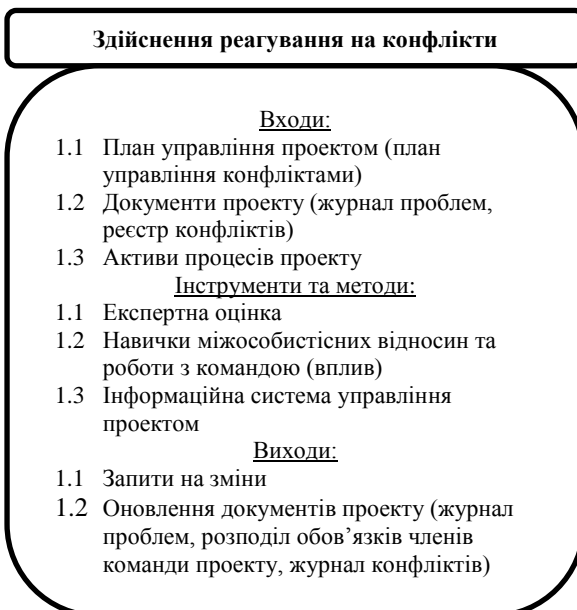 Здійснення реагування на конфлікти
Входи:
1.1 План управління проектом (план
управління конфліктами)
1.2 Документи проекту (журнал проблем,
реєстр конфліктів)
1.3 Активи процесів проекту
Інструменти та методи:
1.1 Експертна оцінка
1.2 Навички міжособистісних відносин та
роботи з командою (вплив)
1.3 Інформаційна система управління
проектом
Виходи:
1.1 Запити на зміни
1.2 Оновлення документів проекту (журнал
проблем, розподіл обов’язків членів
команди проекту, журнал конфліктів)